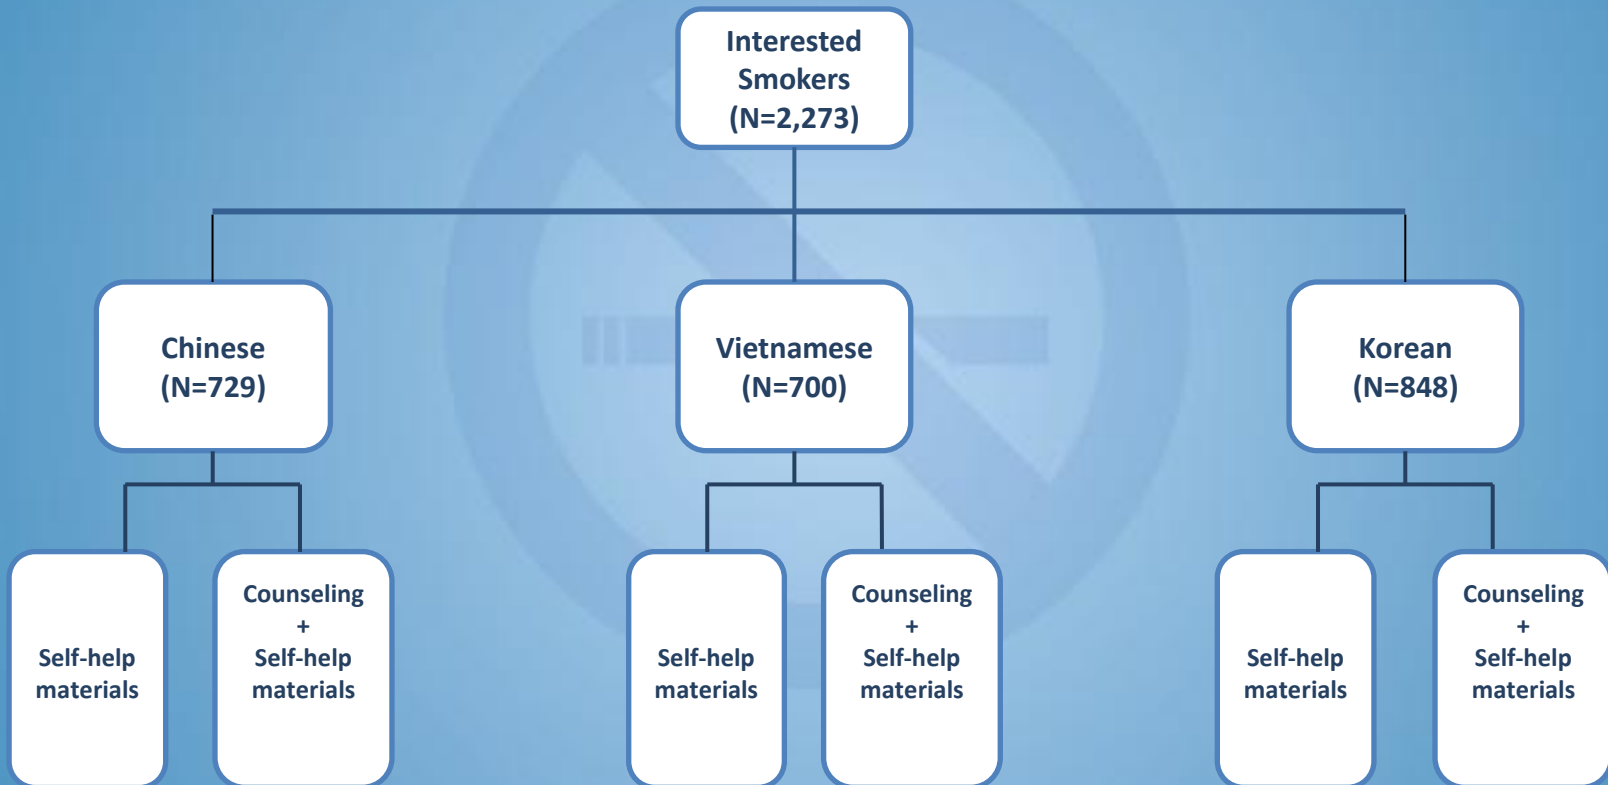 Interested
Smokers
(N=2,273)
Chinese
(N=729)
Vietnamese
(N=700)
Korean
(N=848)
Self-help
materials
Counseling
+
Self-help
materials
Self-help
materials
Counseling
+
Self-help
materials
Self-help
materials
Counseling
+
Self-help
materials